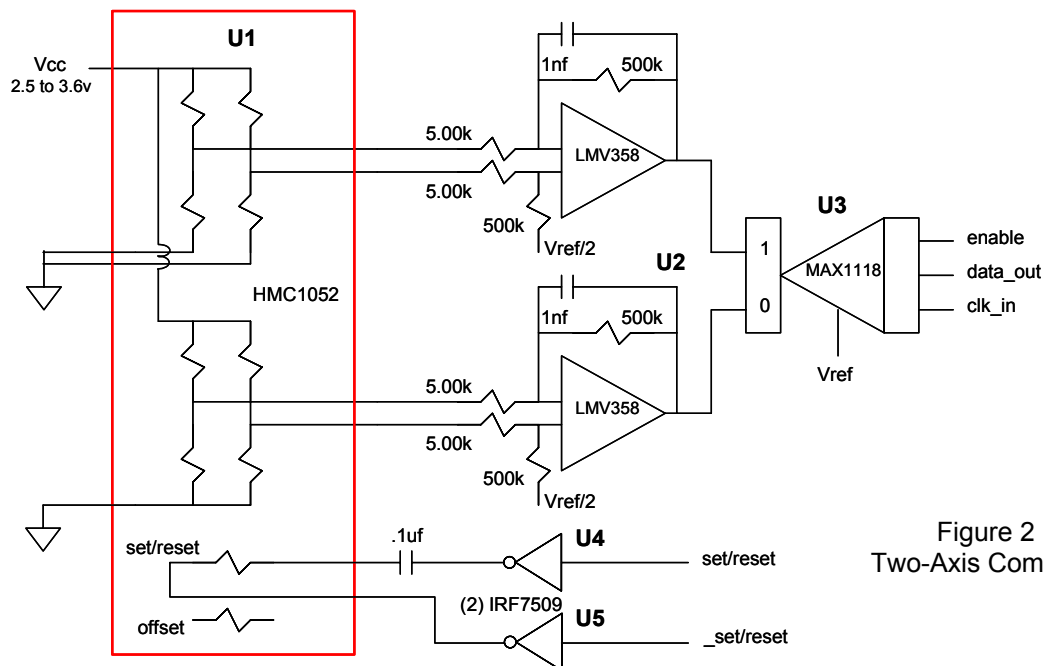 U1
Vcc
2.5 to 3.6v
1nf
500k
5.00k
LMV358
5.00k
500k
Vref/2
U3
1
0
MAX1118
enable
data_out
clk_in
Vref
HMC1052
U2
1nf
500k
5.00k
LMV358
5.00k
500k
Vref/2
set/reset
.1uf
U4
set/reset
(2) IRF7509
offset
U5
_set/reset
Figure 2
Two-Axis Com